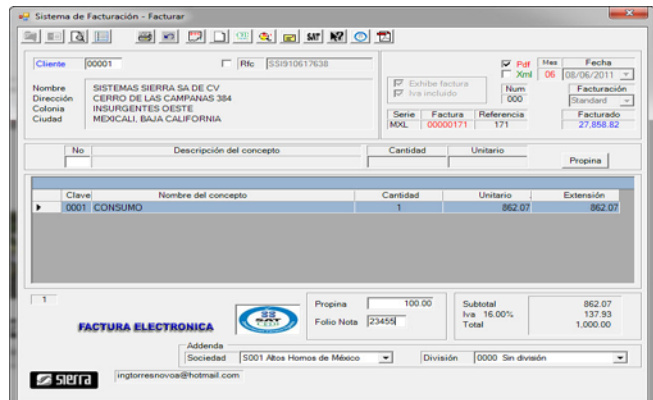 Sistema de Facturación - Facturar
SAT
Cliente 00001 Rfc SSI910617638
Nombre SISTEMAS SIERRA SA DE CV
Dirección CERRO DE LAS CAMPANAS 384
Colonia INSURGENTES OESTE
Ciudad MEXICALI, BAJA CALIFORNIA
Pdf Mes Fecha
Xml 06 08/06/2011
Exhibe factura Num Facturación
Iva incluido 000 Standard
Serie Factura Referencia Facturado
MXL 00000171 171 27,858.82
No Descripción del concepto Cantidad Unitario
Propina
Clave Nombre del concepto Cantidad Unitario Extensión
0001 CONSUMO 1 862.07 862.07
1
FACTURA ELECTRONICA
SAT
Propina 100.00
Folio Nota 23455
Subtotal 862.07
Iva 16.00% 137.93
Total 1,000.00
Addenda
Sociedad S001 Altos Hornos de México División 0000 Sin división
sierra ingtorresnovoa@hotmail.com